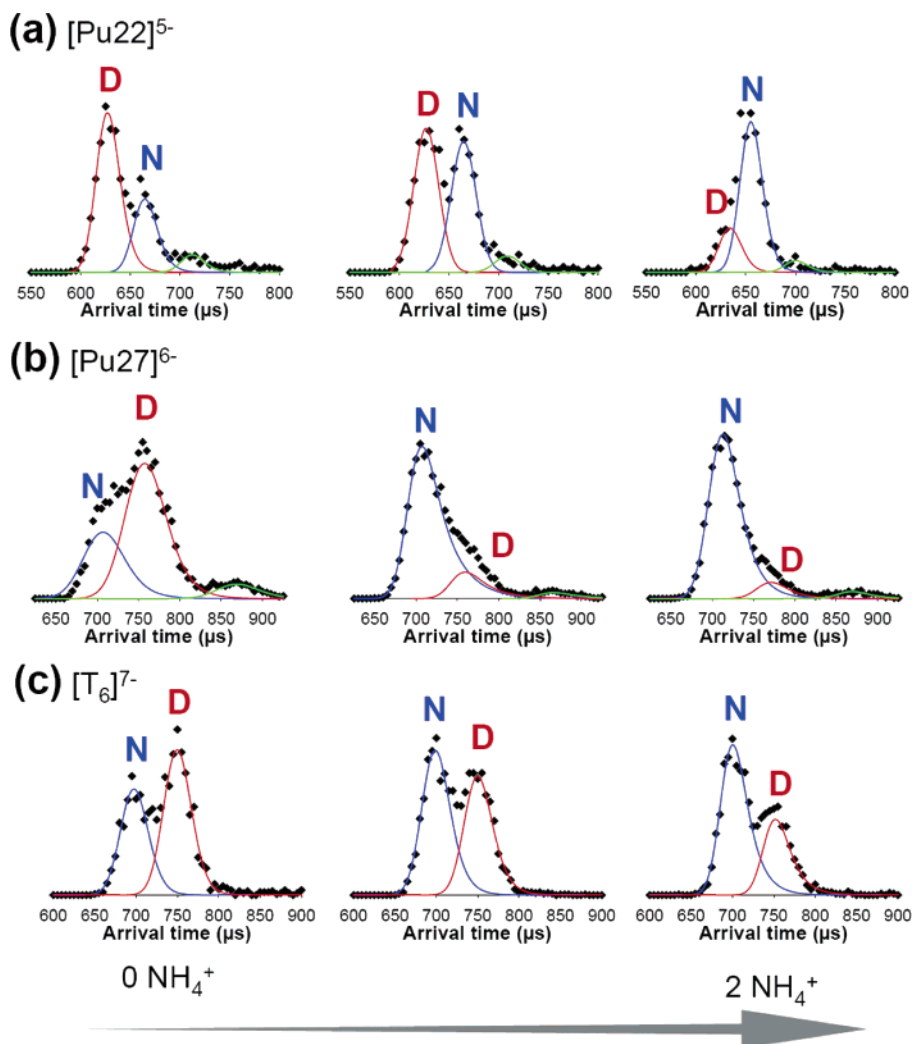 (a) [Pu22]⁵⁻
D
N
D
N
N
D
550 600 650 700 750 800
550 600 650 700 750 800
550 600 650 700 750 800
Arrival time (µs)
Arrival time (µs)
Arrival time (µs)
(b) [Pu27]⁶⁻
N
D
N
D
N
D
650 700 750 800 850 900
650 700 750 800 850 900
650 700 750 800 850 900
Arrival time (µs)
Arrival time (µs)
Arrival time (µs)
(c) [T₆]⁷⁻
N
D
N
D
N
D
600 650 700 750 800 850 900
600 650 700 750 800 850 900
600 650 700 750 800 850 900
Arrival time (µs)
Arrival time (µs)
Arrival time (µs)
0 NH₄⁺
2 NH₄⁺